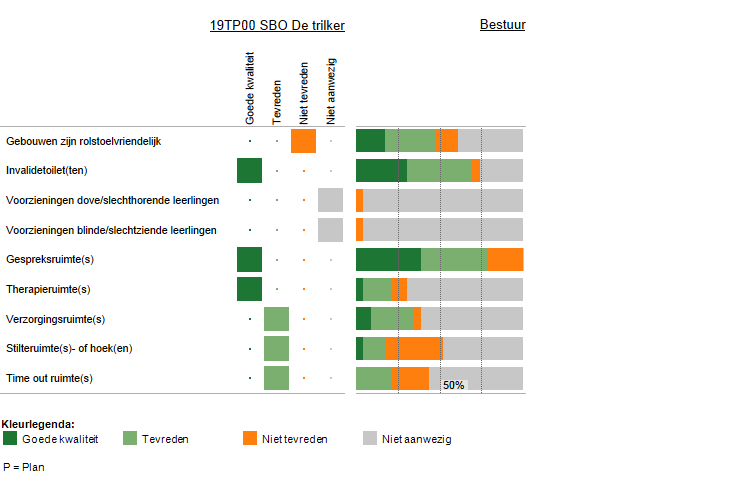 19TP00 SBO De trilker
Bestuur
Goede kwaliteit
Tevreden
Niet tevreden
Niet aanwezig
Gebouwen zijn rolstoelvriendelijk
Invalidetoilet(ten)
Voorzieningen dove/slechthorende leerlingen
Voorzieningen blinde/slechtziende leerlingen
Gespreksruimte(s)
Therapieruimte(s)
Verzorgingsruimte(s)
Stilteruimte(s)- of hoek(en)
Time out ruimte(s)
50%
Kleurlegenda:
Goede kwaliteit
Tevreden
Niet tevreden
Niet aanwezig
P = Plan